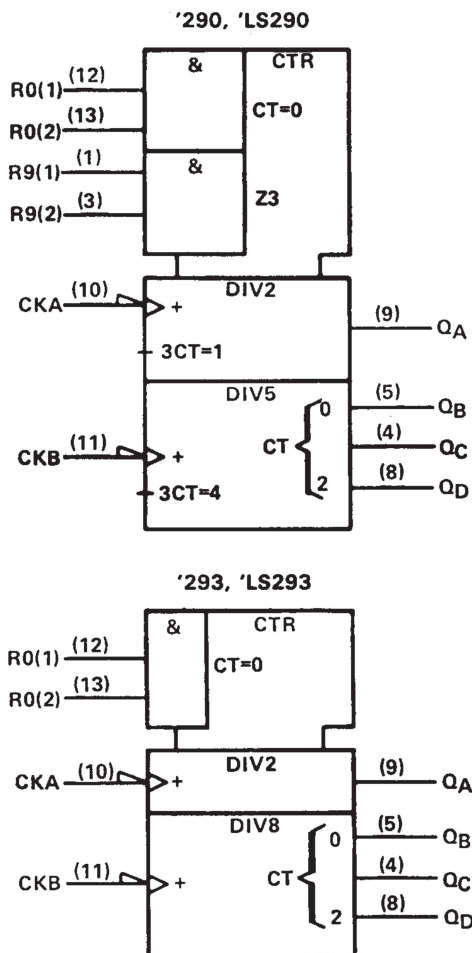 '290, 'LS290
& CTR
R0(1) (12)
CT=0
R0(2) (13)
R9(1) (1)
&
R9(2) (3)
Z3
DIV2
CKA (10) +
(9) QA
3CT=1
DIV5
0 (5) QB
CKB (11) + CT (4) QC
2 (8) QD
3CT=4
'293, 'LS293
& CTR
R0(1) (12)
CT=0
R0(2) (13)
DIV2
CKA (10) + (9) QA
DIV8
0 (5) QB
CKB (11) + CT (4) QC
2 (8) QD